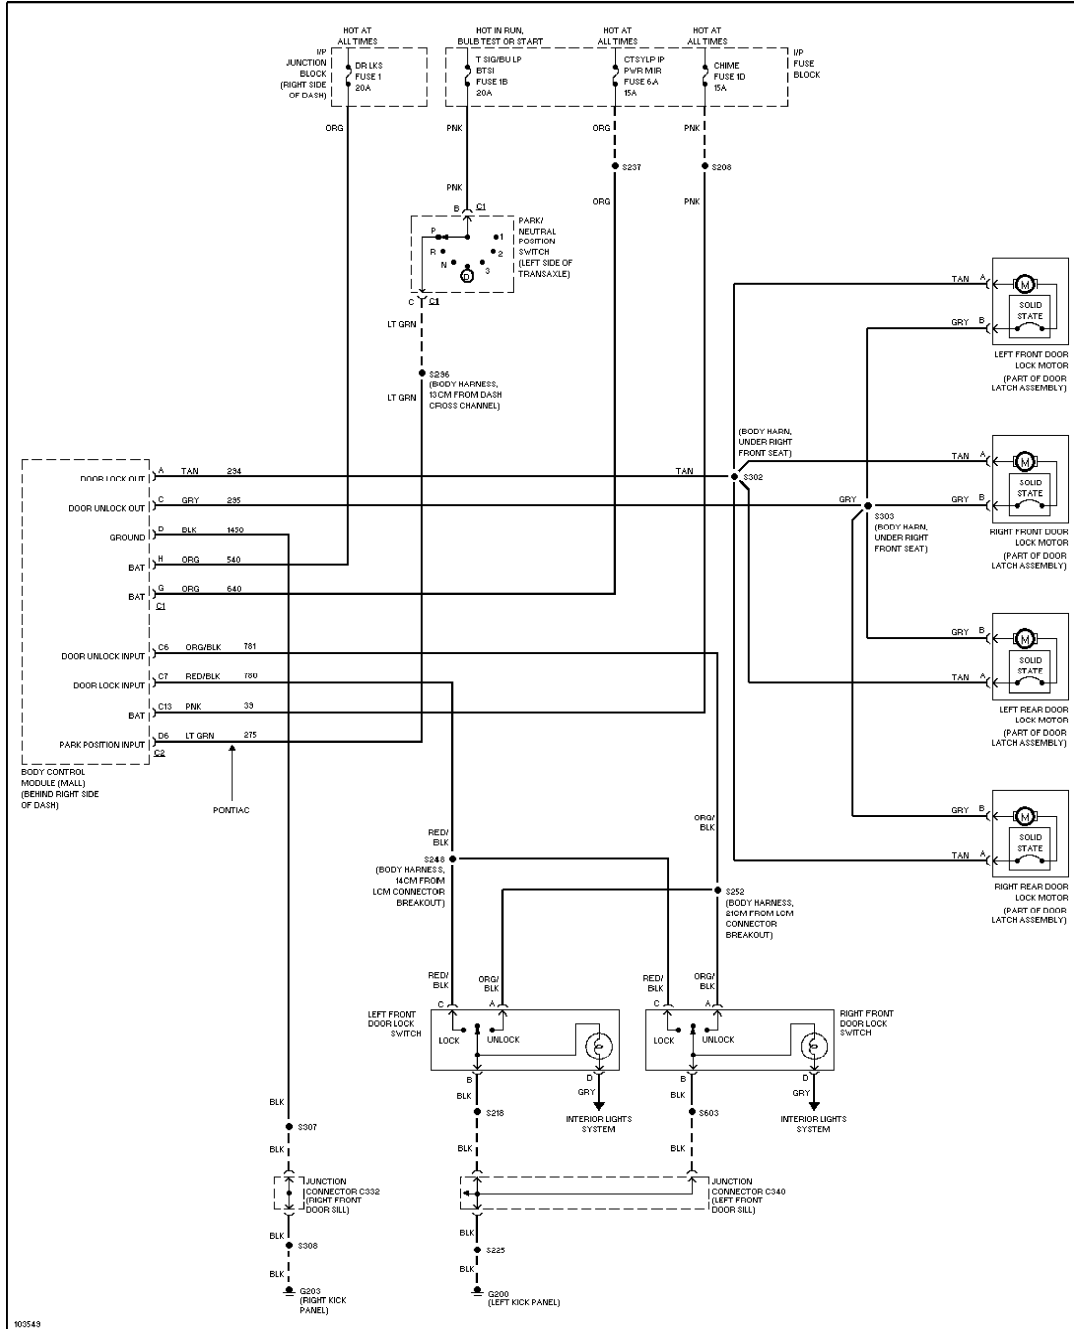 HOT AT
ALL TIMES
HOT IN RUN,
BULB TEST OR START
HOT AT
ALL TIMES
HOT AT
ALL TIMES
I/P
JUNCTION
BLOCK
(RIGHT SIDE
OF DASH)
DR LKS
FUSE 1
20A
T SIG/BU LP
BTSI
FUSE 1B
20A
CTSYLP IP
PWR MIR
FUSE 6A
15A
CHIME
FUSE 1D
15A
I/P
FUSE
BLOCK
ORG
PNK
ORG
PNK
S237
S208
PNK
ORG
PNK
B
C1
P
R
N
D
3
2
1
PARK/
NEUTRAL
POSITION
SWITCH
(LEFT SIDE OF
TRANSAXLE)
C
C1
LT GRN
S296
(BODY HARNESS,
13CM FROM DASH
CROSS CHANNEL)
LT GRN
TAN A
M
SOLID
STATE
GRY B
LEFT FRONT DOOR
LOCK MOTOR
(PART OF DOOR
LATCH ASSEMBLY)
(BODY HARN,
UNDER RIGHT
FRONT SEAT)
TAN
S302
TAN A
M
SOLID
STATE
GRY B
GRY
S303
(BODY HARN,
UNDER RIGHT
FRONT SEAT)
RIGHT FRONT DOOR
LOCK MOTOR
(PART OF DOOR
LATCH ASSEMBLY)
DOOR LOCK OUT A TAN 294
DOOR UNLOCK OUT C GRY 295
GROUND D BLK 1450
BAT H ORG 540
BAT G ORG 640
C1
DOOR UNLOCK INPUT C6 ORG/BLK 781
DOOR LOCK INPUT C7 RED/BLK 780
BAT C13 PNK 39
PARK POSITION INPUT D6 LT GRN 275
C2
BODY CONTROL
MODULE (MALL)
(BEHIND RIGHT SIDE
OF DASH)
PONTIAC
GRY B
M
SOLID
STATE
TAN A
LEFT REAR DOOR
LOCK MOTOR
(PART OF DOOR
LATCH ASSEMBLY)
GRY B
M
SOLID
STATE
TAN A
RIGHT REAR DOOR
LOCK MOTOR
(PART OF DOOR
LATCH ASSEMBLY)
RED/
BLK
ORG/
BLK
S248
(BODY HARNESS,
14CM FROM
LCM CONNECTOR
BREAKOUT)
S252
(BODY HARNESS,
21CM FROM LCM
CONNECTOR
BREAKOUT)
RED/
BLK
ORG/
BLK
RED/
BLK
ORG/
BLK
LEFT FRONT
DOOR LOCK
SWITCH
C
A
LOCK
UNLOCK
B
D
C
A
LOCK
UNLOCK
B
D
RIGHT FRONT
DOOR LOCK
SWITCH
BLK
GRY
BLK
GRY
BLK
S307
S218
INTERIOR LIGHTS
SYSTEM
S603
INTERIOR LIGHTS
SYSTEM
BLK
BLK
BLK
JUNCTION
CONNECTOR C332
(RIGHT FRONT
DOOR SILL)
JUNCTION
CONNECTOR C340
(LEFT FRONT
DOOR SILL)
BLK
S308
BLK
S225
BLK
BLK
G203
(RIGHT KICK
PANEL)
G200
(LEFT KICK PANEL)
103549